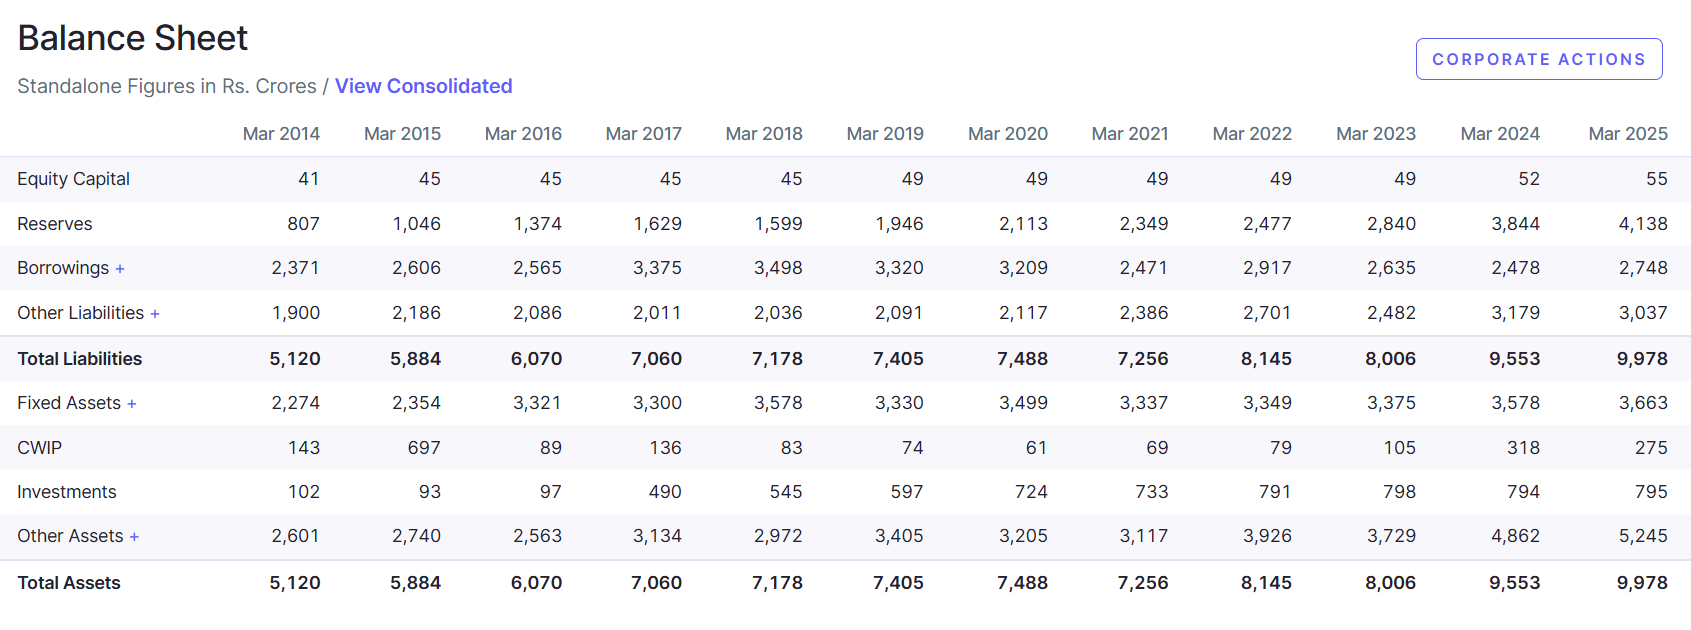 Balance Sheet
CORPORATE ACTIONS
Standalone Figures in Rs. Crores / View Consolidated
Mar 2014 Mar 2015 Mar 2016 Mar 2017 Mar 2018 Mar 2019 Mar 2020 Mar 2021 Mar 2022 Mar 2023 Mar 2024 Mar 2025
Equity Capital 41 45 45 45 45 49 49 49 49 49 52 55
Reserves 807 1,046 1,374 1,629 1,599 1,946 2,113 2,349 2,477 2,840 3,844 4,138
Borrowings + 2,371 2,606 2,565 3,375 3,498 3,320 3,209 2,471 2,917 2,635 2,478 2,748
Other Liabilities + 1,900 2,186 2,086 2,011 2,036 2,091 2,117 2,386 2,701 2,482 3,179 3,037
Total Liabilities 5,120 5,884 6,070 7,060 7,178 7,405 7,488 7,256 8,145 8,006 9,553 9,978
Fixed Assets + 2,274 2,354 3,321 3,300 3,578 3,330 3,499 3,337 3,349 3,375 3,578 3,663
CWIP 143 697 89 136 83 74 61 69 79 105 318 275
Investments 102 93 97 490 545 597 724 733 791 798 794 795
Other Assets + 2,601 2,740 2,563 3,134 2,972 3,405 3,205 3,117 3,926 3,729 4,862 5,245
Total Assets 5,120 5,884 6,070 7,060 7,178 7,405 7,488 7,256 8,145 8,006 9,553 9,978